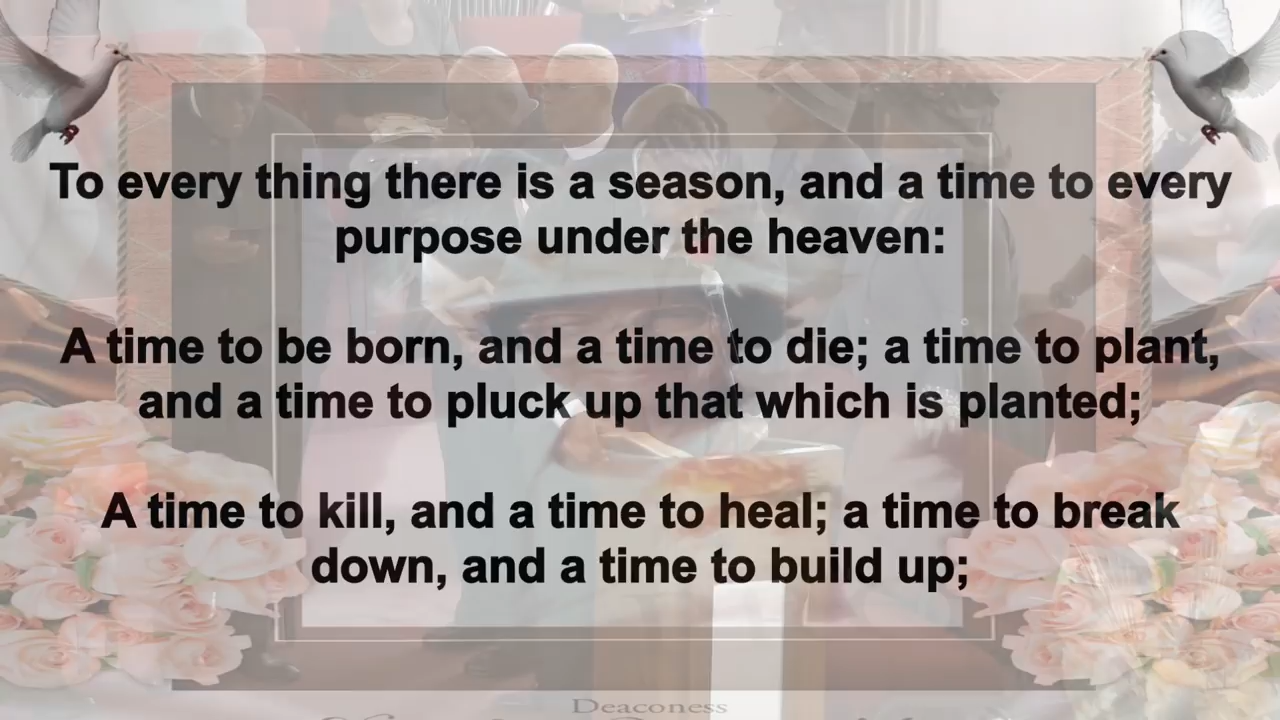 To every thing there is a season, and a time to every
purpose under the heaven:
A time to be born, and a time to die; a time to plant,
and a time to pluck up that which is planted;
A time to kill, and a time to heal; a time to break
down, and a time to build up;
Deaconess